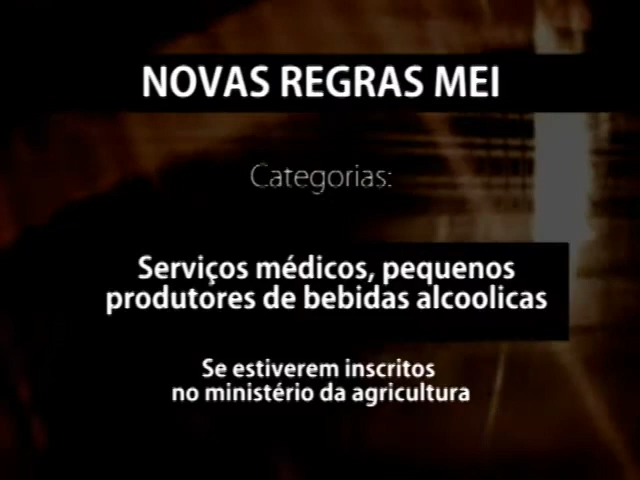 NOVAS REGRAS MEI
Categorias:
Serviços médicos, pequenos
produtores de bebidas alcoolicas
Se estiverem inscritos
no ministério da agricultura